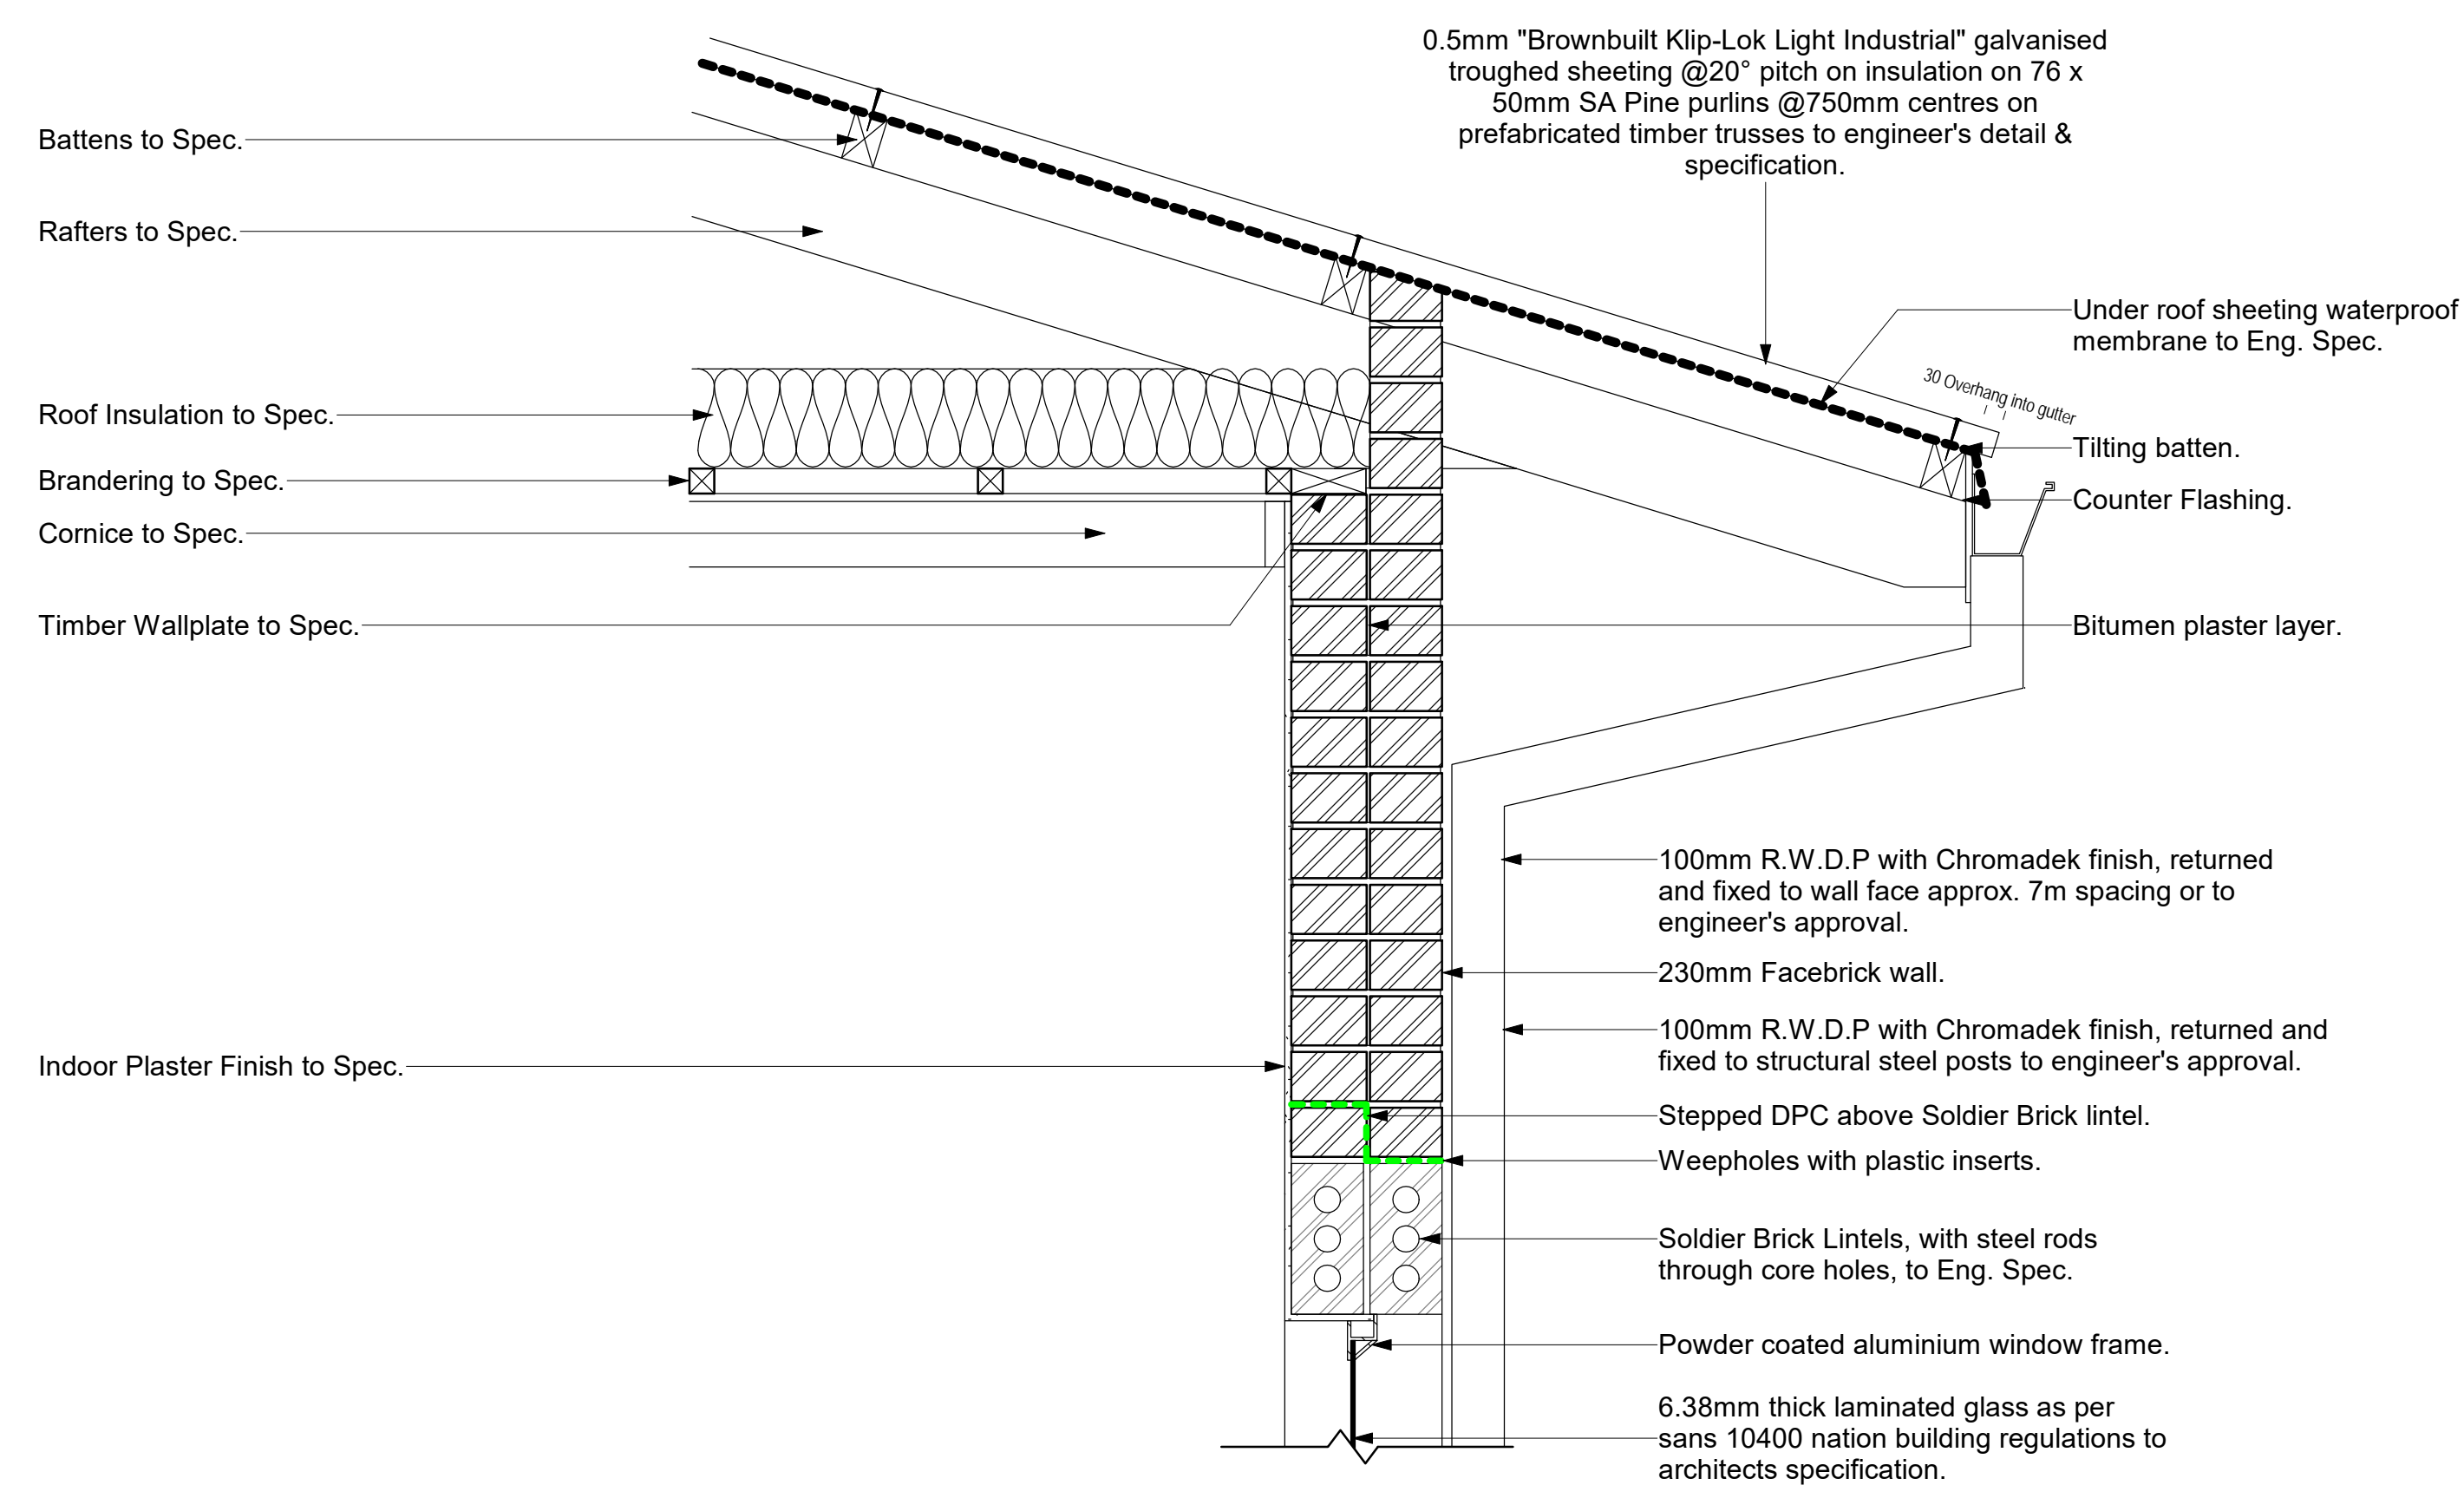 0.5mm "Brownbuilt Klip-Lok Light Industrial" galvanised
troughed sheeting @20° pitch on insulation on 76 x
50mm SA Pine purlins @750mm centres on
prefabricated timber trusses to engineer's detail &
specification.
Battens to Spec.
Rafters to Spec.
Roof Insulation to Spec.
Brandering to Spec.
Cornice to Spec.
Timber Wallplate to Spec.
Indoor Plaster Finish to Spec.
Under roof sheeting waterproof
membrane to Eng. Spec.
30 Overhang into gutter
Tilting batten.
Counter Flashing.
Bitumen plaster layer.
100mm R.W.D.P with Chromadek finish, returned
and fixed to wall face approx. 7m spacing or to
engineer's approval.
230mm Facebrick wall.
100mm R.W.D.P with Chromadek finish, returned and
fixed to structural steel posts to engineer's approval.
Stepped DPC above Soldier Brick lintel.
Weepholes with plastic inserts.
Soldier Brick Lintels, with steel rods
through core holes, to Eng. Spec.
Powder coated aluminium window frame.
6.38mm thick laminated glass as per
sans 10400 nation building regulations to
architects specification.